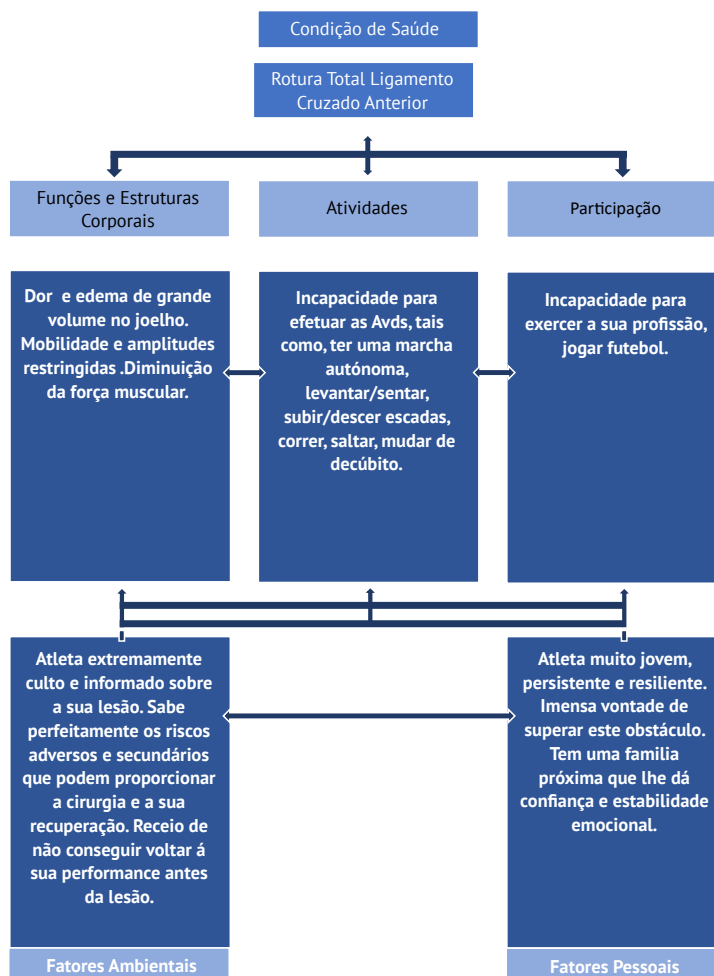 Condição de Saúde
Rotura Total Ligamento
Cruzado Anterior
Funções e Estruturas
Corporais
Atividades
Participação
Dor e edema de grande
volume no joelho.
Mobilidade e amplitudes
restringidas .Diminuição
da força muscular.
Incapacidade para
efetuar as Avds, tais
como, ter uma marcha
autónoma,
levantar/sentar,
subir/descer escadas,
correr, saltar, mudar de
decúbito.
Incapacidade para
exercer a sua profissão,
jogar futebol.
Atleta extremamente
culto e informado sobre
a sua lesão. Sabe
perfeitamente os riscos
adversos e secundários
que podem proporcionar
a cirurgia e a sua
recuperação. Receio de
não conseguir voltar á
sua performance antes
da lesão.
Fatores Ambientais
Atleta muito jovem,
persistente e resiliente.
Imensa vontade de
superar este obstáculo.
Tem uma familia
próxima que lhe dá
confiança e estabilidade
emocional.
Fatores Pessoais